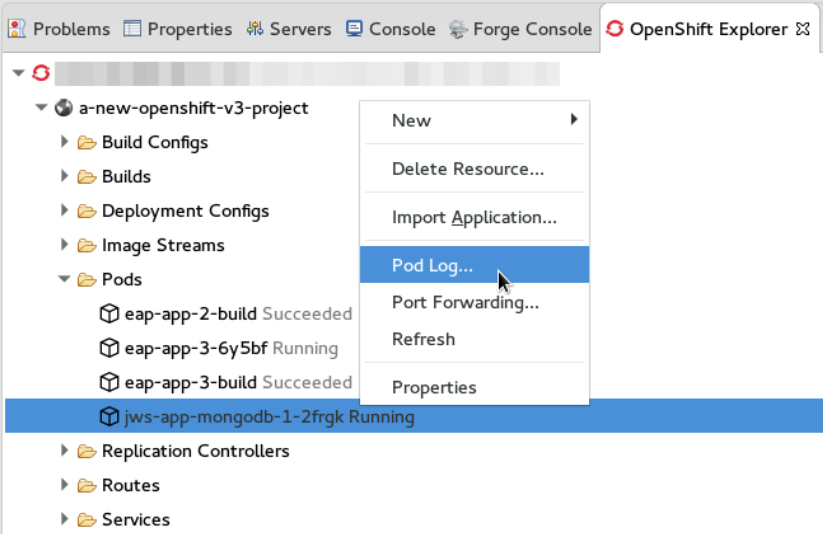 Problems Properties Servers Console Forge Console OpenShift Explorer
a-new-openshift-v3-project
Build Configs
Builds
Deployment Configs
Image Streams
Pods
eap-app-2-build Succeeded
eap-app-3-6y5bf Running
eap-app-3-build Succeeded
jws-app-mongodb-1-2frgk Running
Replication Controllers
Routes
Services
New
Delete Resource...
Import Application...
Pod Log...
Port Forwarding...
Refresh
Properties